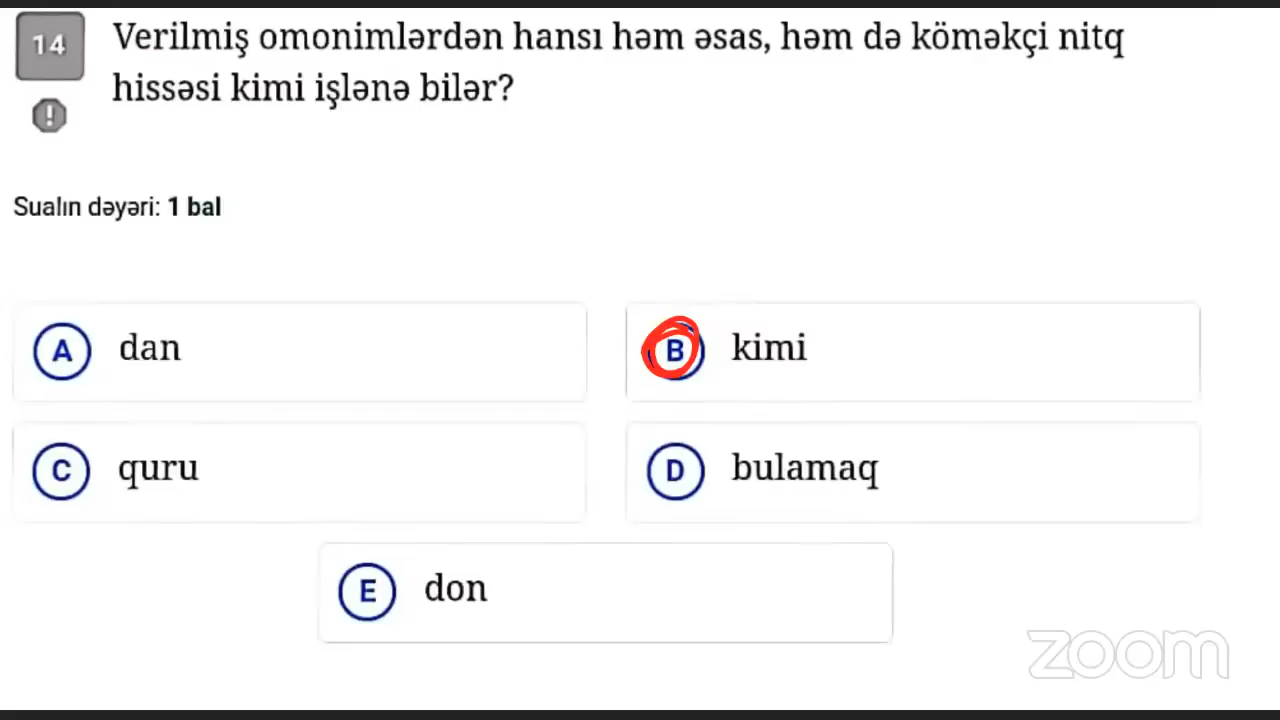 14
Verilmiş omonimlərdən hansı həm əsas, həm də köməkçi nitq
hissəsi kimi işlənə bilər?
!
Sualın dəyəri: 1 bal
A dan
B kimi
C quru
D bulamaq
E don
zoom